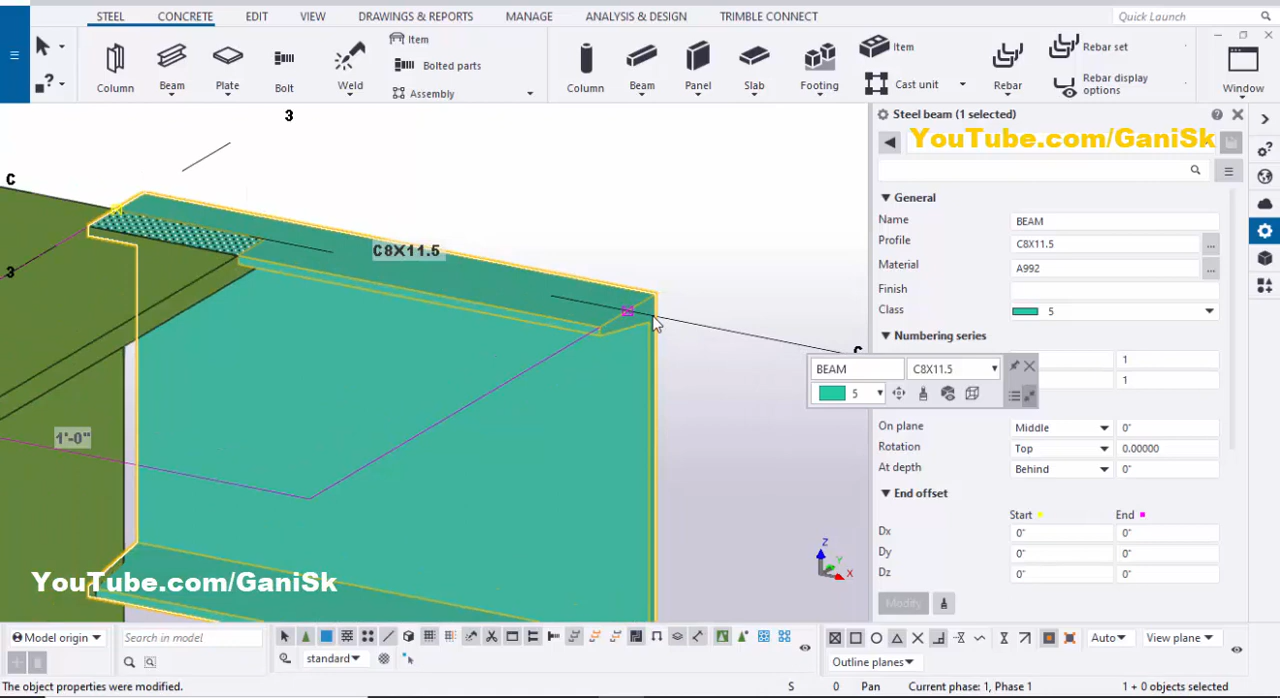 STEEL CONCRETE EDIT VIEW DRAWINGS & REPORTS MANAGE ANALYSIS & DESIGN TRIMBLE CONNECT Quick Launch
Item
Item
Rebar set
Bolted parts
Rebar display options
Cast unit
Assembly
Column Beam Plate Bolt Weld Column Beam Panel Slab Footing Rebar Window
Steel beam (1 selected)
YouTube.com/GaniSk
General
Name BEAM
Profile C8X11.5 ...
Material A992 ...
Finish
Class 5
Numbering series
1
1
On plane Middle 0"
Rotation Top 0.00000
At depth Behind 0"
End offset
Start End
Dx 0" 0"
Dy 0" 0"
Dz 0" 0"
Modify
3
C
C8X11.5
3
C
BEAM C8X11.5
5
1'-0"
Z
Y
X
YouTube.com/GaniSk
Model origin Search in model
standard
Auto View plane
Outline planes
The object properties were modified. S 0 Pan Current phase: 1, Phase 1 1 + 0 objects selected